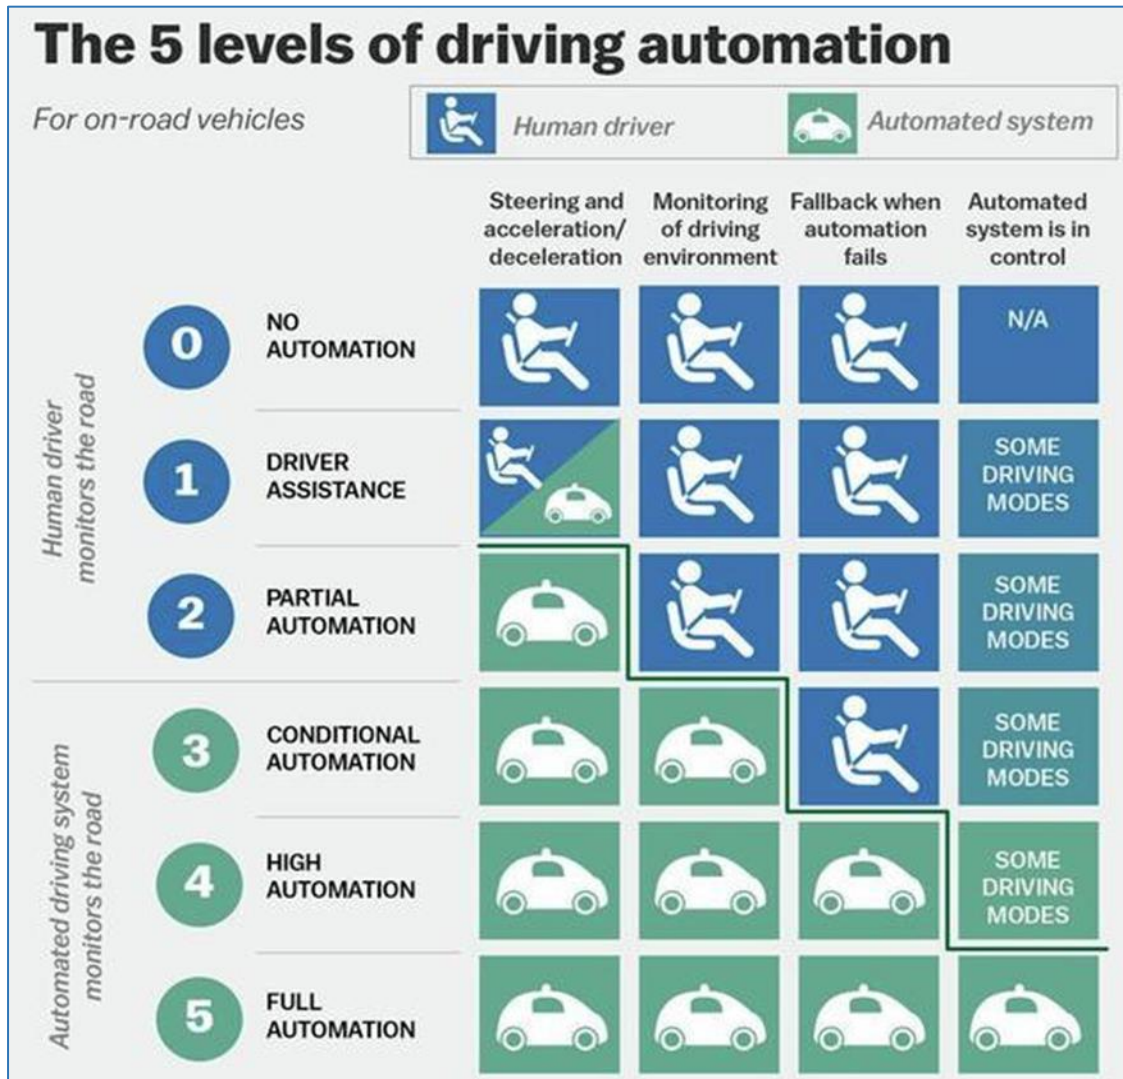 The 5 levels of driving automation
For on-road vehicles
Human driver
Automated system
Steering and
acceleration/
deceleration
Monitoring
of driving
environment
Fallback when
automation
fails
Automated
system is in
control
Human driver
monitors the road
0
NO
AUTOMATION
N/A
1
DRIVER
ASSISTANCE
SOME
DRIVING
MODES
2
PARTIAL
AUTOMATION
SOME
DRIVING
MODES
Automated driving system
monitors the road
3
CONDITIONAL
AUTOMATION
SOME
DRIVING
MODES
4
HIGH
AUTOMATION
SOME
DRIVING
MODES
5
FULL
AUTOMATION